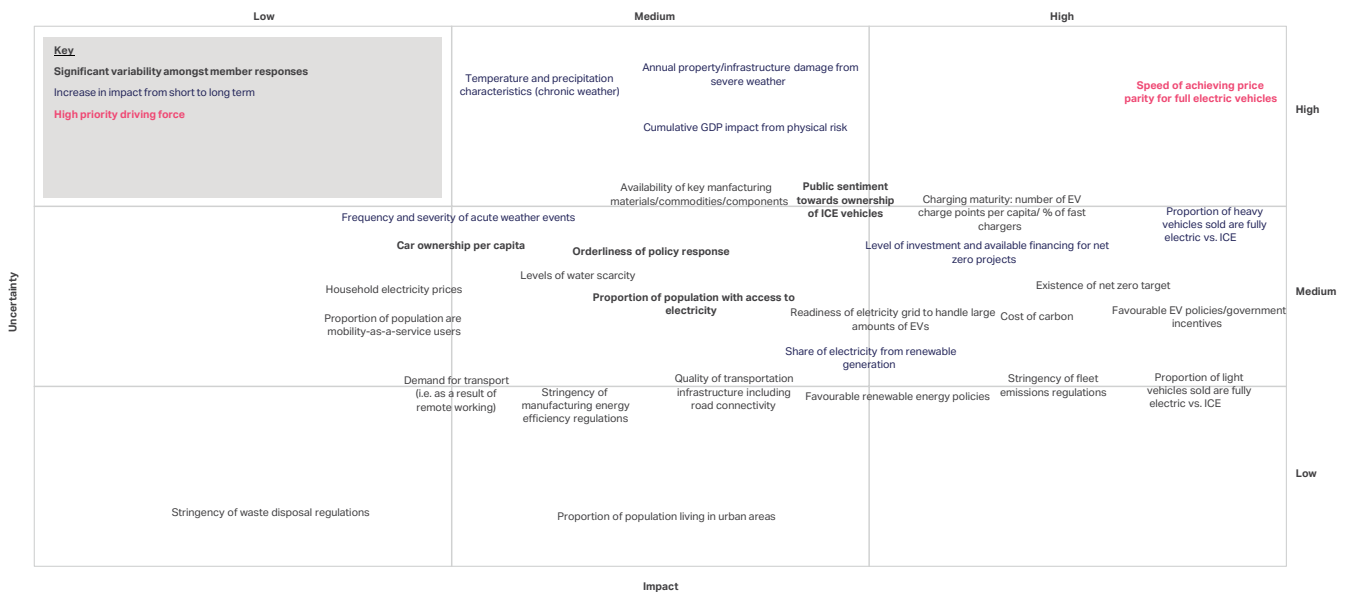 Low
Medium
High
Key
Significant variability amongst member responses
Increase in impact from short to long term
High priority driving force
Temperature and precipitation
characteristics (chronic weather)
Annual property/infrastructure damage from
severe weather
Speed of achieving price
parity for full electric vehicles
High
Cumulative GDP impact from physical risk
Availability of key manfacturing
materials/commodities/components
Public sentiment
towards ownership
of ICE vehicles
Charging maturity: number of EV
charge points per capita/ % of fast
chargers
Proportion of heavy
vehicles sold are fully
electric vs. ICE
Frequency and severity of acute weather events
Car ownership per capita
Orderliness of policy response
Level of investment and available financing for net
zero projects
Levels of water scarcity
Household electricity prices
Existence of net zero target
Medium
Uncertainty
Proportion of population with access to
electricity
Proportion of population are
mobility-as-a-service users
Readiness of eletricity grid to handle large
amounts of EVs
Cost of carbon
Favourable EV policies/government
incentives
Share of electricity from renewable
generation
Demand for transport
(i.e. as a result of
remote working)
Stringency of
manufacturing energy
efficiency regulations
Quality of transportation
infrastructure including
road connectivity
Favourable renewable energy policies
Stringency of fleet
emissions regulations
Proportion of light
vehicles sold are fully
electric vs. ICE
Low
Stringency of waste disposal regulations
Proportion of population living in urban areas
Impact